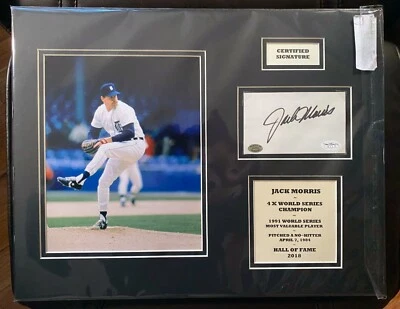 CERTIFIED
SIGNATURE
Jack Morris
JACK MORRIS
4 X WORLD SERIES
CHAMPION
1991 WORLD SERIES
MOST VALUABLE PLAYER
PITCHED A NO-HITTER
APRIL 7, 1984
HALL OF FAME
2018